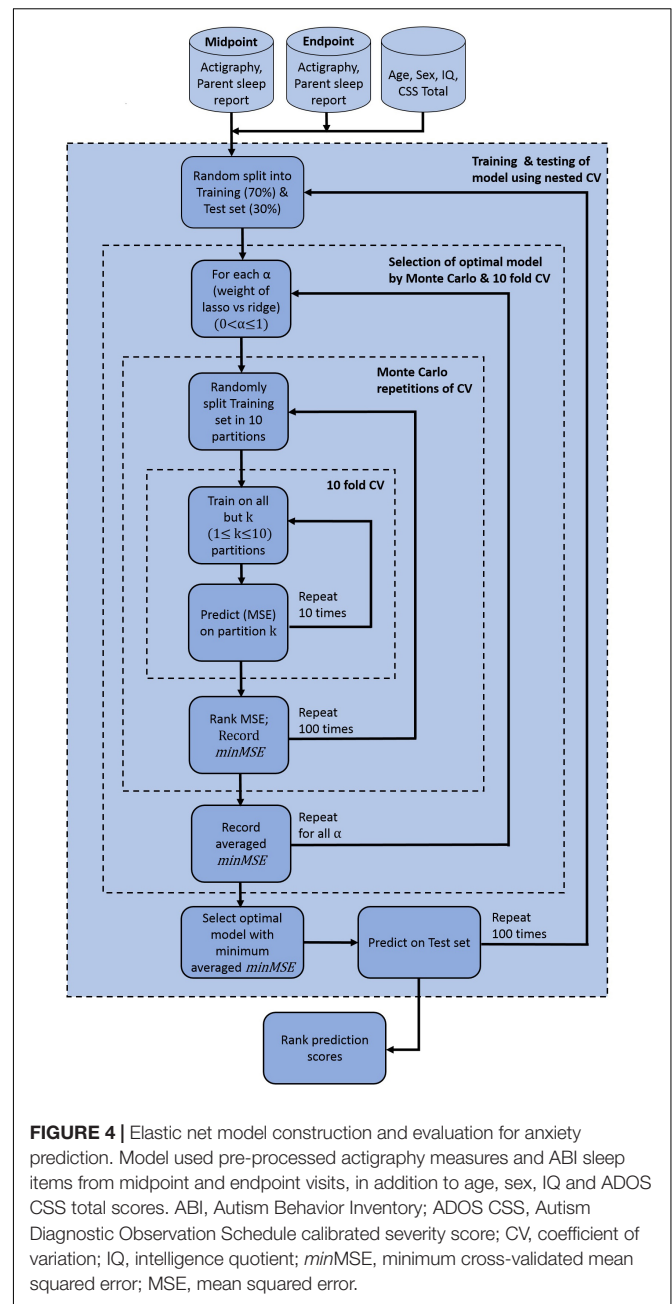 Midpoint
Actigraphy,
Parent sleep
report
Endpoint
Actigraphy,
Parent sleep
report
Age, Sex, IQ,
CSS Total
Training & testing of
model using nested CV
Random split into
Training (70%) &
Test set (30%)
Selection of optimal model
by Monte Carlo & 10 fold CV
For each α
(weight of
lasso vs ridge)
(0<α≤1)
Monte Carlo
repetitions of CV
Randomly
split Training
set in 10
partitions
10 fold CV
Train on all
but k
(1≤ k≤10)
partitions
Predict (MSE)
on partition k
Repeat
10 times
Rank MSE;
Record
minMSE
Repeat
100 times
Record
averaged
minMSE
Repeat
for all α
Select optimal
model with
minimum
averaged minMSE
Predict on Test set
Repeat
100 times
Rank prediction
scores
FIGURE 4 | Elastic net model construction and evaluation for anxiety
prediction. Model used pre-processed actigraphy measures and ABI sleep
items from midpoint and endpoint visits, in addition to age, sex, IQ and ADOS
CSS total scores. ABI, Autism Behavior Inventory; ADOS CSS, Autism
Diagnostic Observation Schedule calibrated severity score; CV, coefficient of
variation; IQ, intelligence quotient; minMSE, minimum cross-validated mean
squared error; MSE, mean squared error.